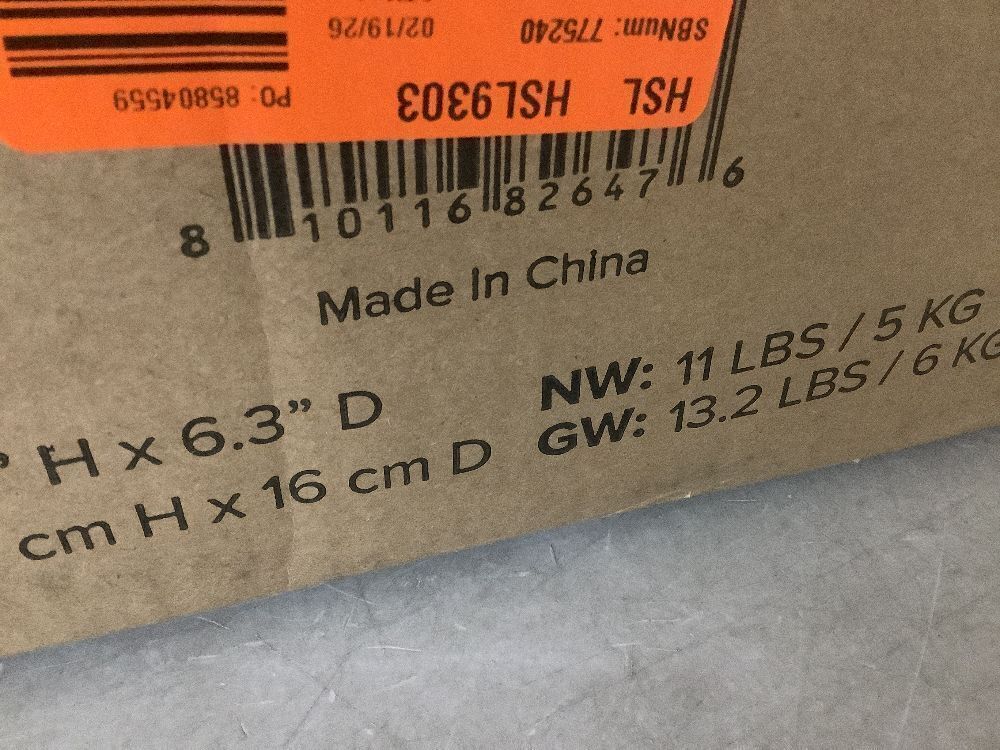 PO: 85804559 HSL9303 HSL
02/19/26 SBNum: 775240
8 10116 82647 6
Made In China
" H x 6.3” D
cm H x 16 cm D
NW: 11 LBS / 5 KG
GW: 13.2 LBS / 6 KG